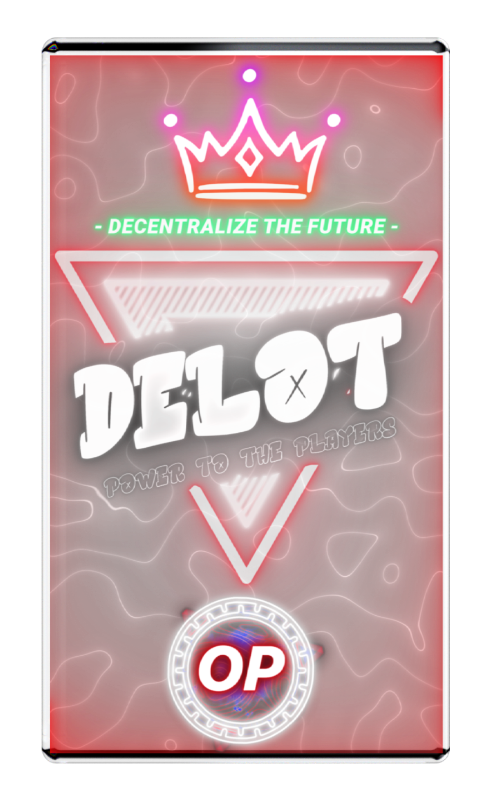 - DECENTRALIZE THE FUTURE -
DELOT
POWER TO THE PLAYERS
OP